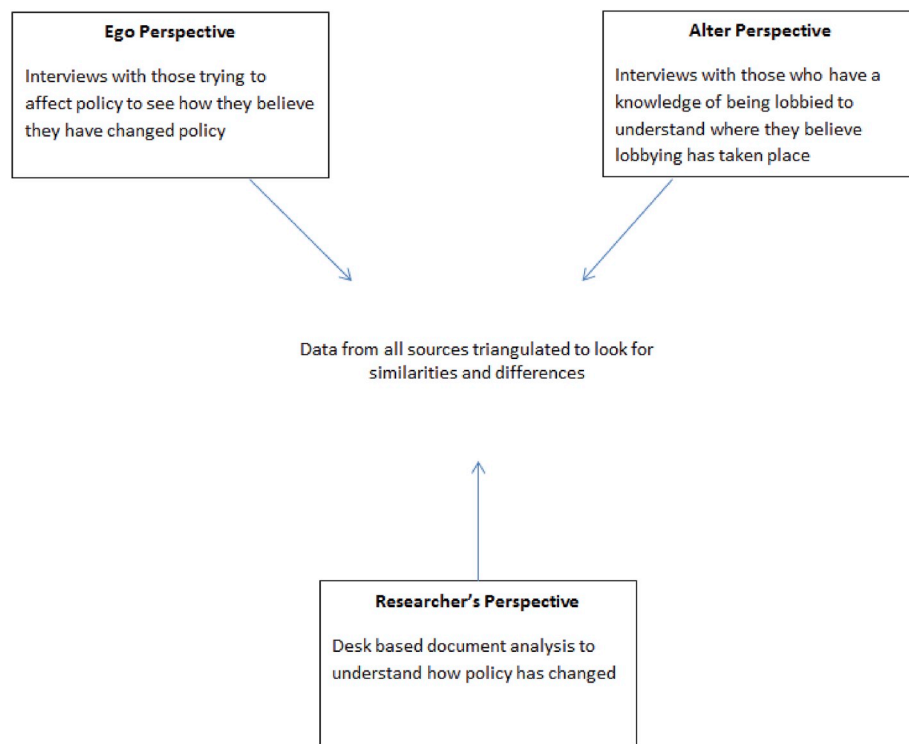 Ego Perspective
Interviews with those trying to
affect policy to see how they believe
they have changed policy
Alter Perspective
Interviews with those who have a
knowledge of being lobbied to
understand where they believe
lobbying has taken place
Data from all sources triangulated to look for
similarities and differences
Researcher's Perspective
Desk based document analysis to
understand how policy has changed